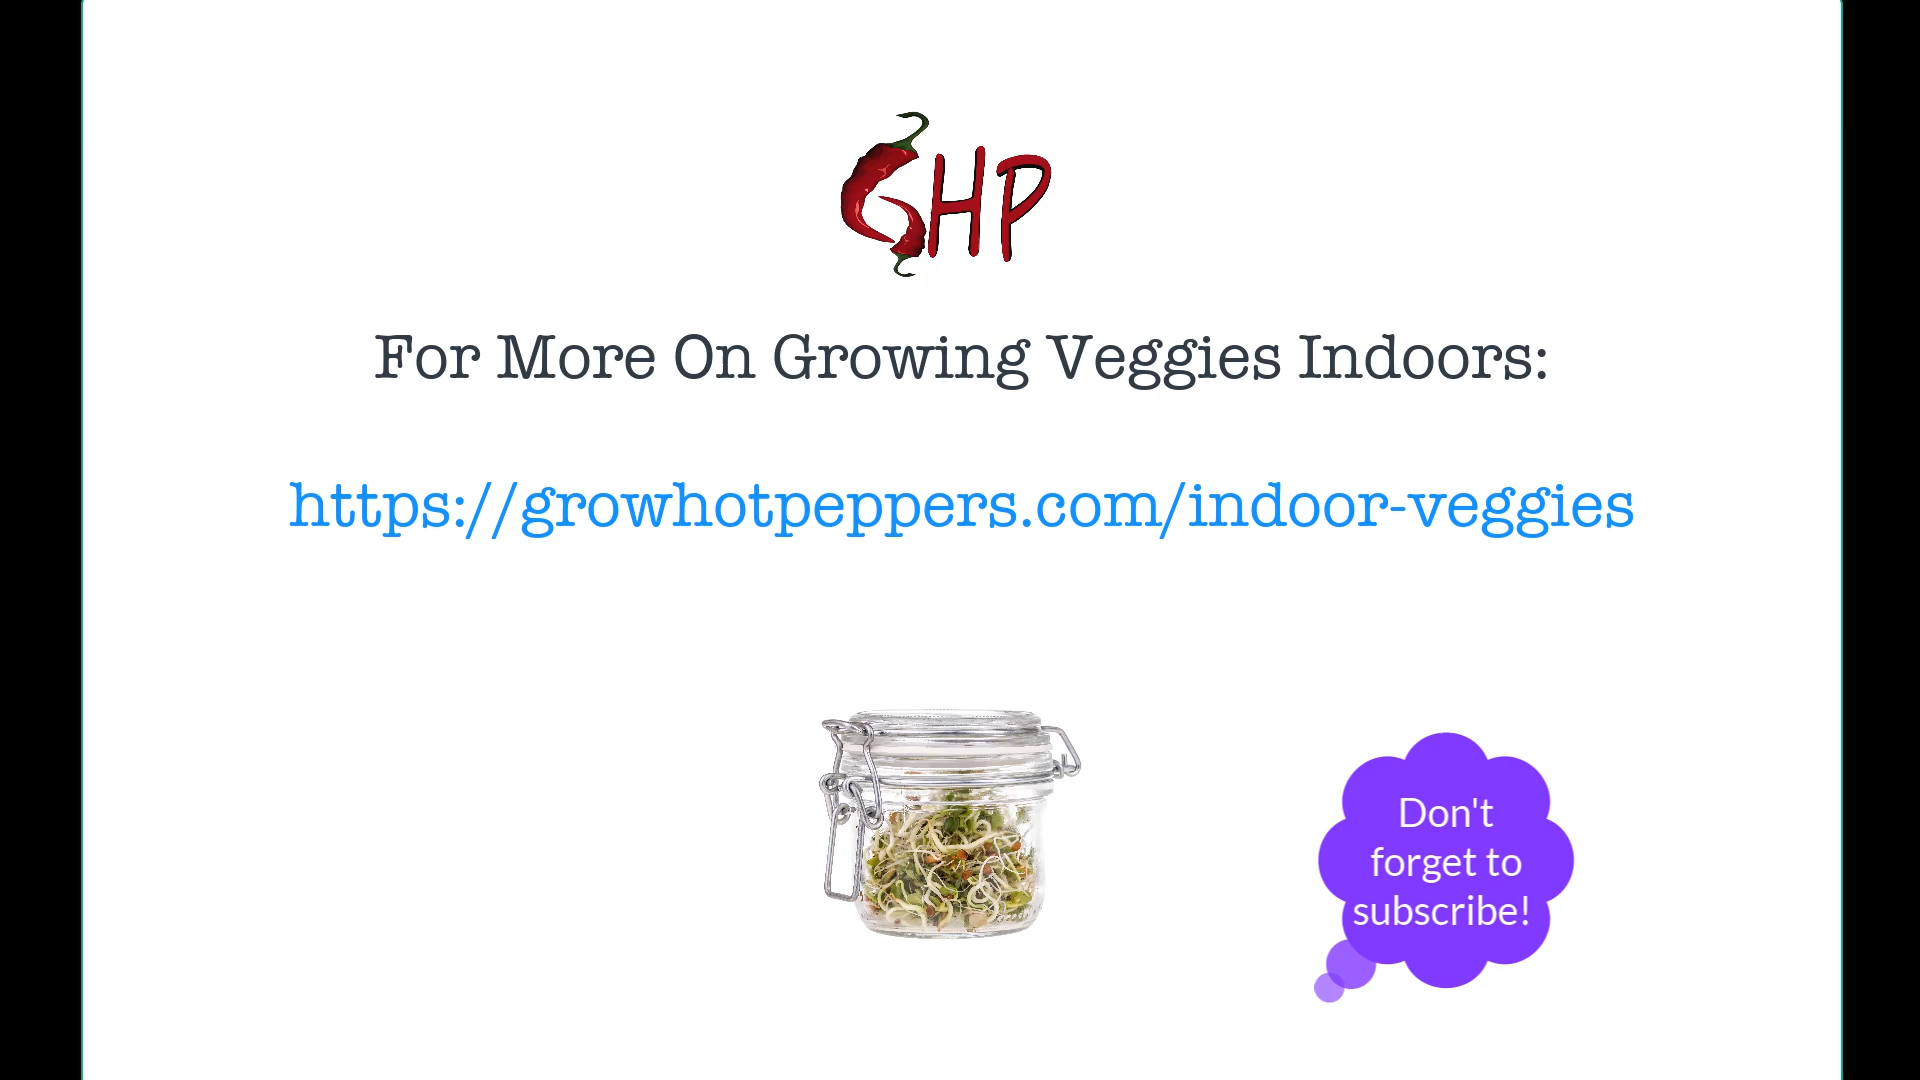 GHP
For More On Growing Veggies Indoors:
https://growhotpeppers.com/indoor-veggies
Don't
forget to
subscribe!